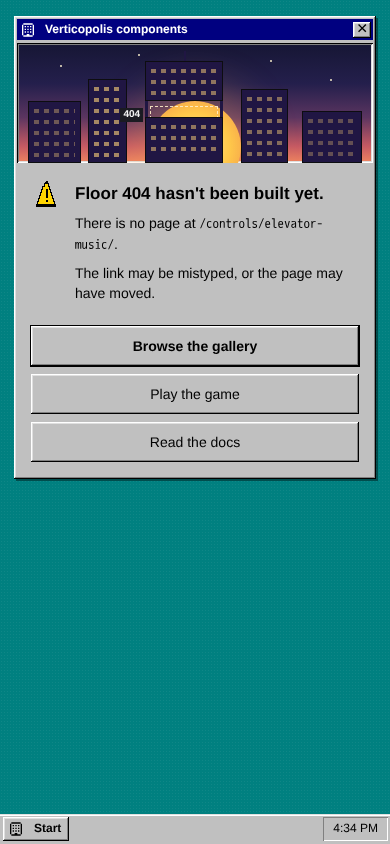 Verticopolis components
404
Floor 404 hasn't been built yet.
There is no page at /controls/elevator-
music/.
The link may be mistyped, or the page may
have moved.
Browse the gallery
Play the game
Read the docs
Start
4:34 PM